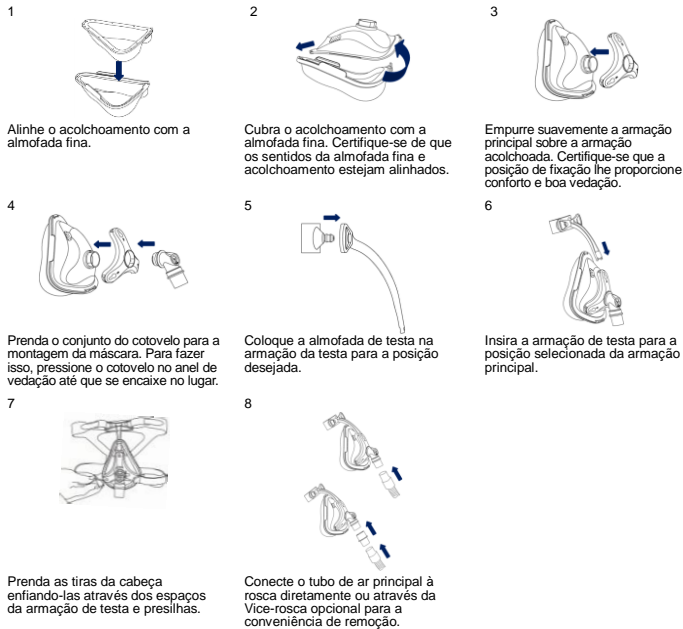 1
Alinhe o acolchoamento com a
almofada fina.
2
Cubra o acolchoamento com a
almofada fina. Certifique-se de que
os sentidos da almofada fina e
acolchoamento estejam alinhados.
3
Empurre suavemente a armação
principal sobre a armação
acolchoada. Certifique-se que a
posição de fixação lhe proporcione
conforto e boa vedação.
4
Prenda o conjunto do cotovelo para a
montagem da máscara. Para fazer
isso, pressione o cotovelo no anel de
vedação até que se encaixe no lugar.
5
Coloque a almofada de testa na
armação da testa para a posição
desejada.
6
Insira a armação de testa para a
posição selecionada da armação
principal.
7
Prenda as tiras da cabeça
enfiando-las através dos espaços
da armação de testa e presilhas.
8
Conecte o tubo de ar principal à
rosca diretamente ou através da
Vice-rosca opcional para a
conveniência de remoção.